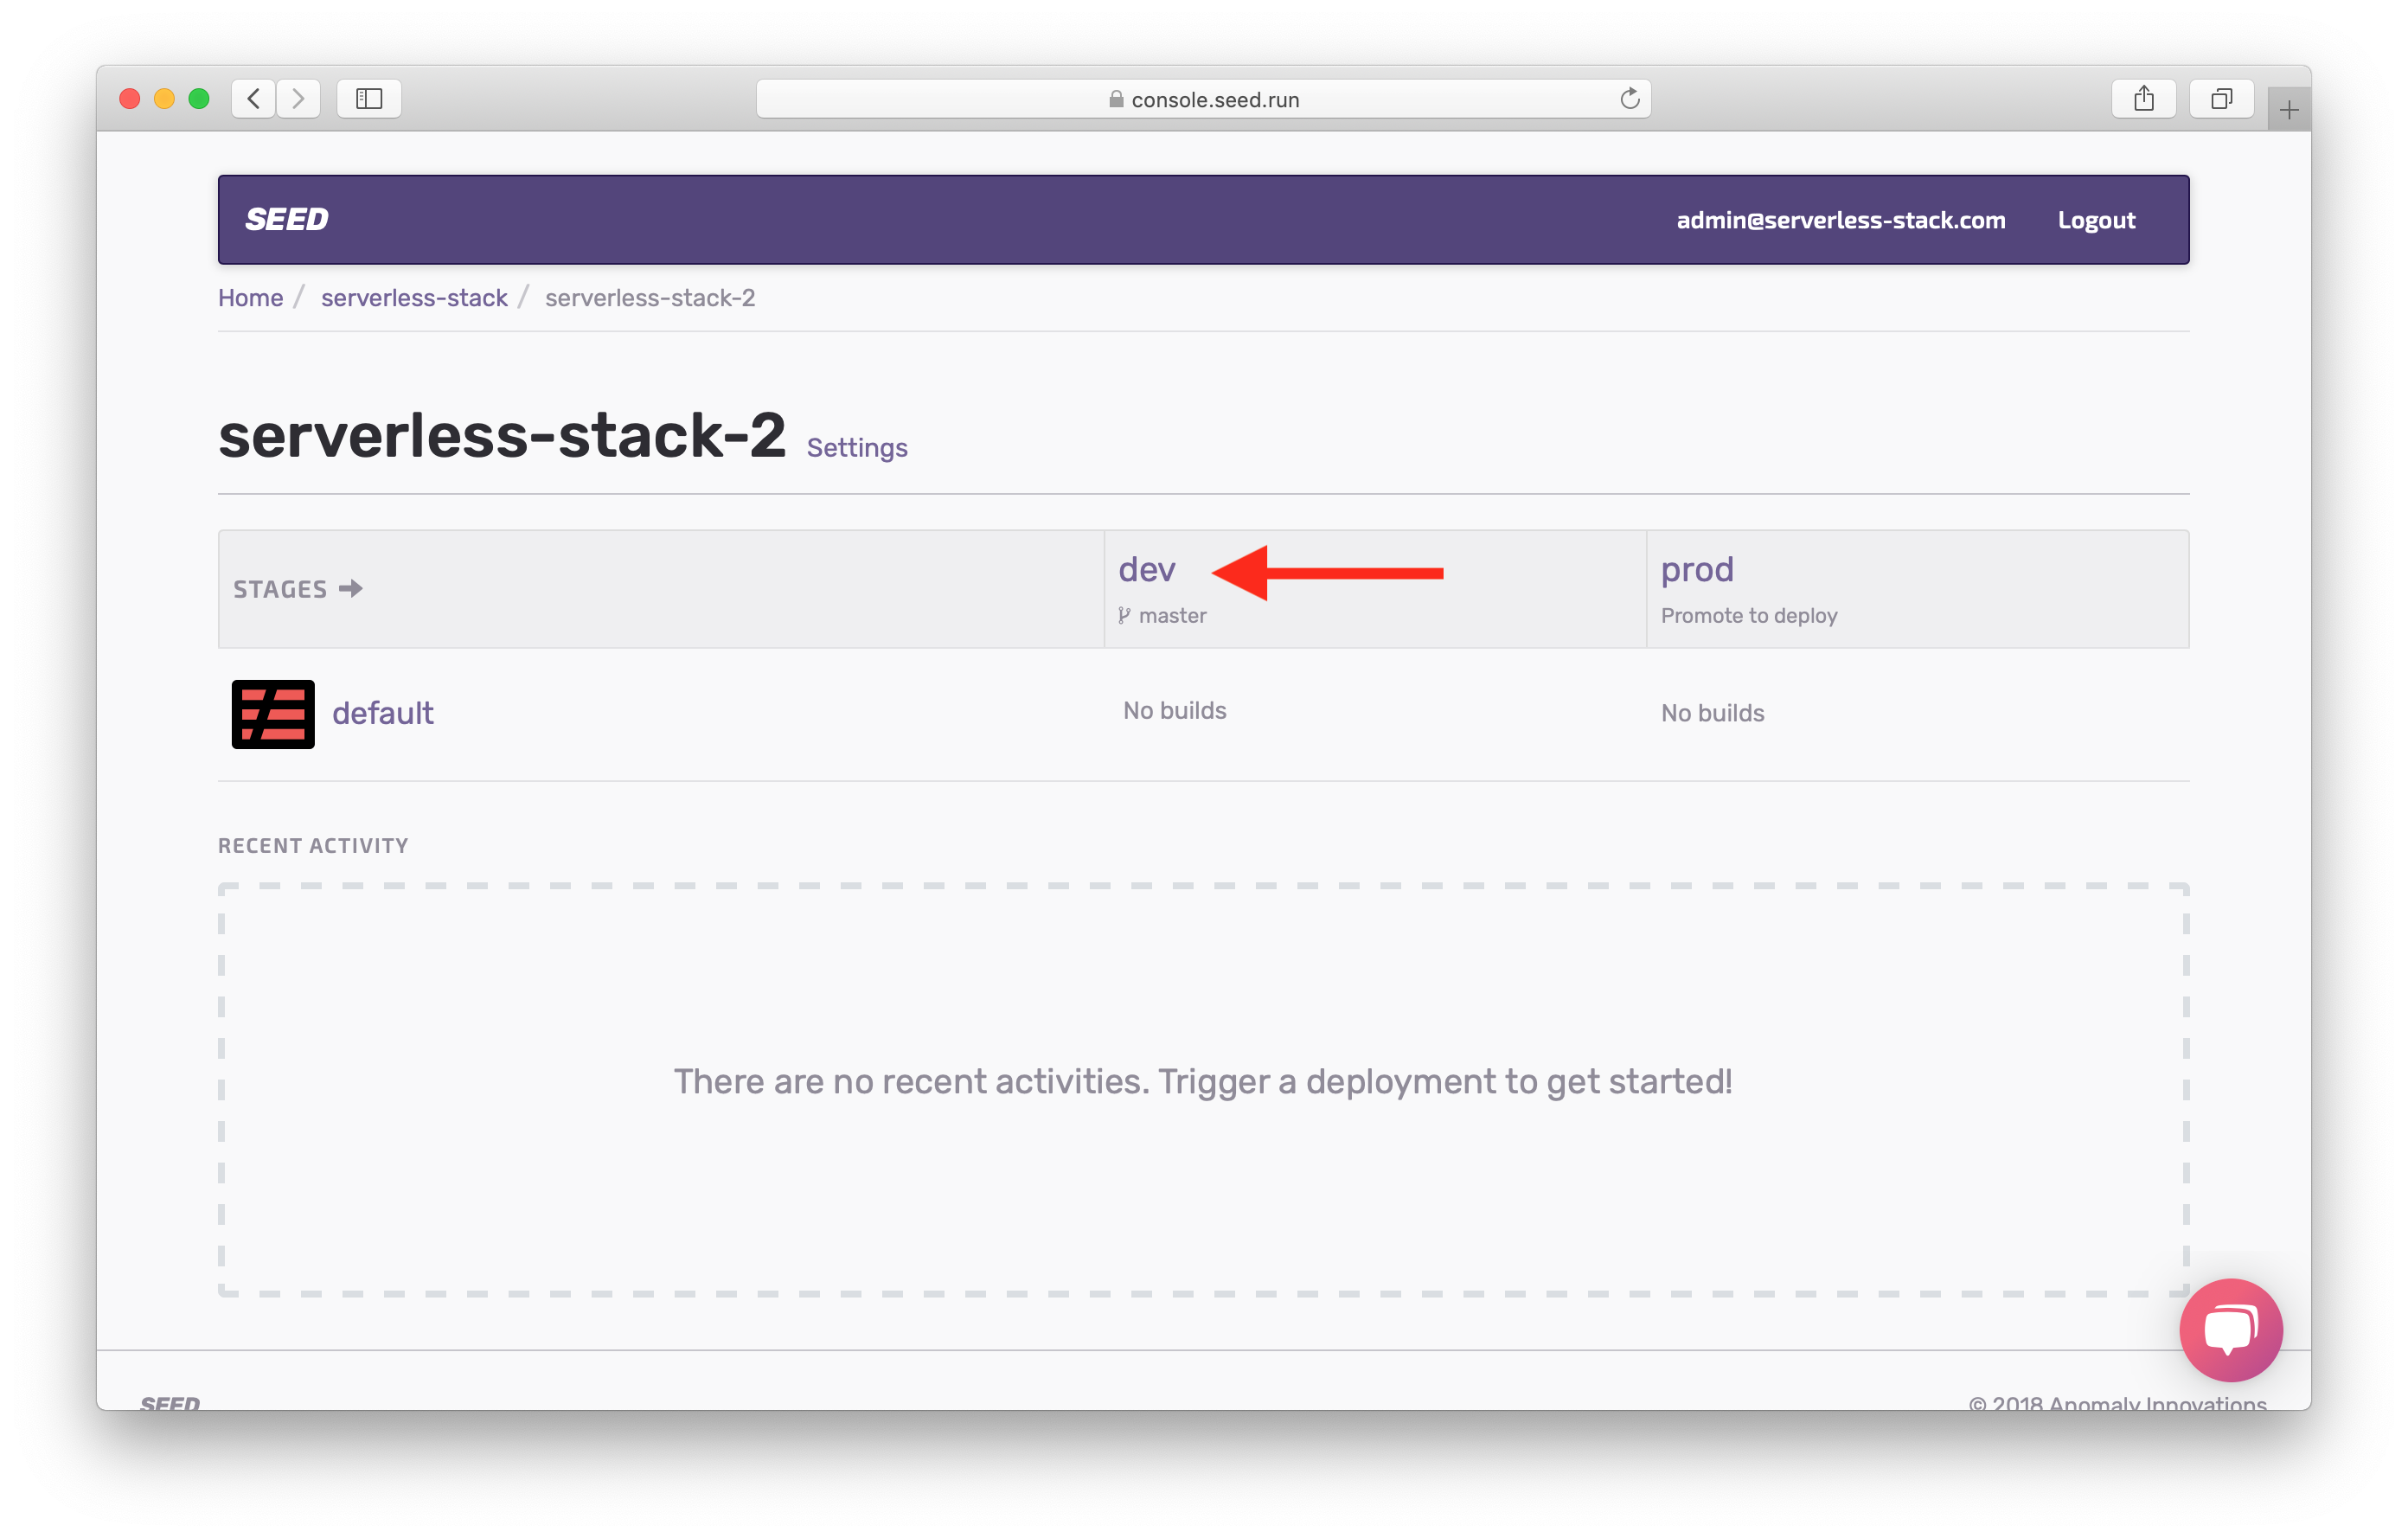 console.seed.run
SEED
admin@serverless-stack.com Logout
Home / serverless-stack / serverless-stack-2
serverless-stack-2 Settings
STAGES
dev
master
prod
Promote to deploy
default
No builds
No builds
RECENT ACTIVITY
There are no recent activities. Trigger a deployment to get started!
SEED
© 2018 Anomaly Innovations